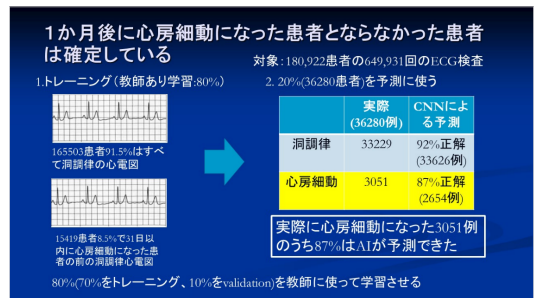 １か月後に心房細動になった患者とならなかった患者
は確定している
対象：180,922患者の649,931回のECG検査
1.トレーニング（教師あり学習:80%）
165503患者91.5%はすべ
て洞調律の心電図
15419患者8.5%で31日以
内に心房細動になった患
者の前の洞調律心電図
2. 20%(36280患者)を予測に使う
実際
(36280例)
CNNによ
る予測
洞調律
33229
92%正解
(33626例)
心房細動
3051
87%正解
(2654例)
実際に心房細動になった3051例
のうち87%はAIが予測できた
80%(70%をトレーニング、10%をvalidation)を教師に使って学習させる